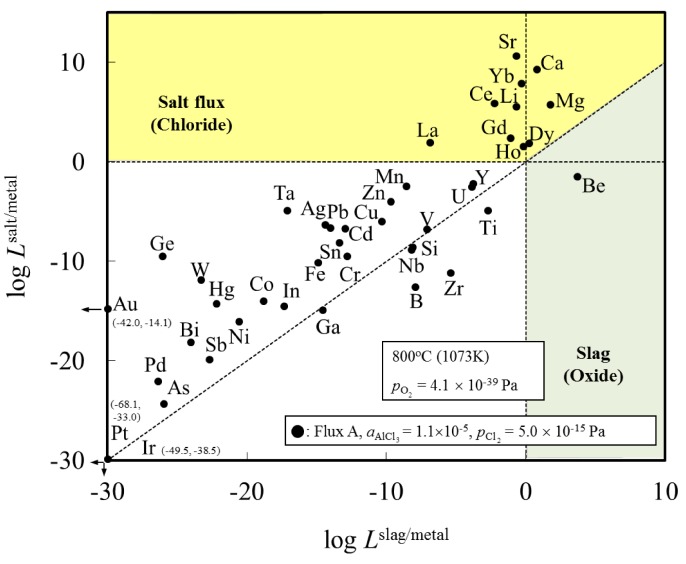 10
0
-10
-20
-30
-30
-20
-10
0
10
log L^salt/metal
log L^slag/metal
Salt flux
(Chloride)
Slag
(Oxide)
Sr
Ca
Yb
Ce
Li
Mg
La
Gd
Dy
Ho
Be
Mn
Y
U
Ta
Zn
Ag
Pb
Cu
V
Ti
Cd
Sn
Si
Ge
Fe
Cr
Nb
W
Zr
Hg
Co
In
B
Au
(-42.0, -14.1)
Ga
Bi
Ni
Sb
Pd
As
(-68.1,
-33.0)
Pt
Ir (-49.5, -38.5)
800°C (1073K)
pO₂ = 4.1 × 10⁻³⁹ Pa
●: Flux A, aAlCl₃ = 1.1×10⁻⁵, pCl₂ = 5.0 × 10⁻¹⁵ Pa